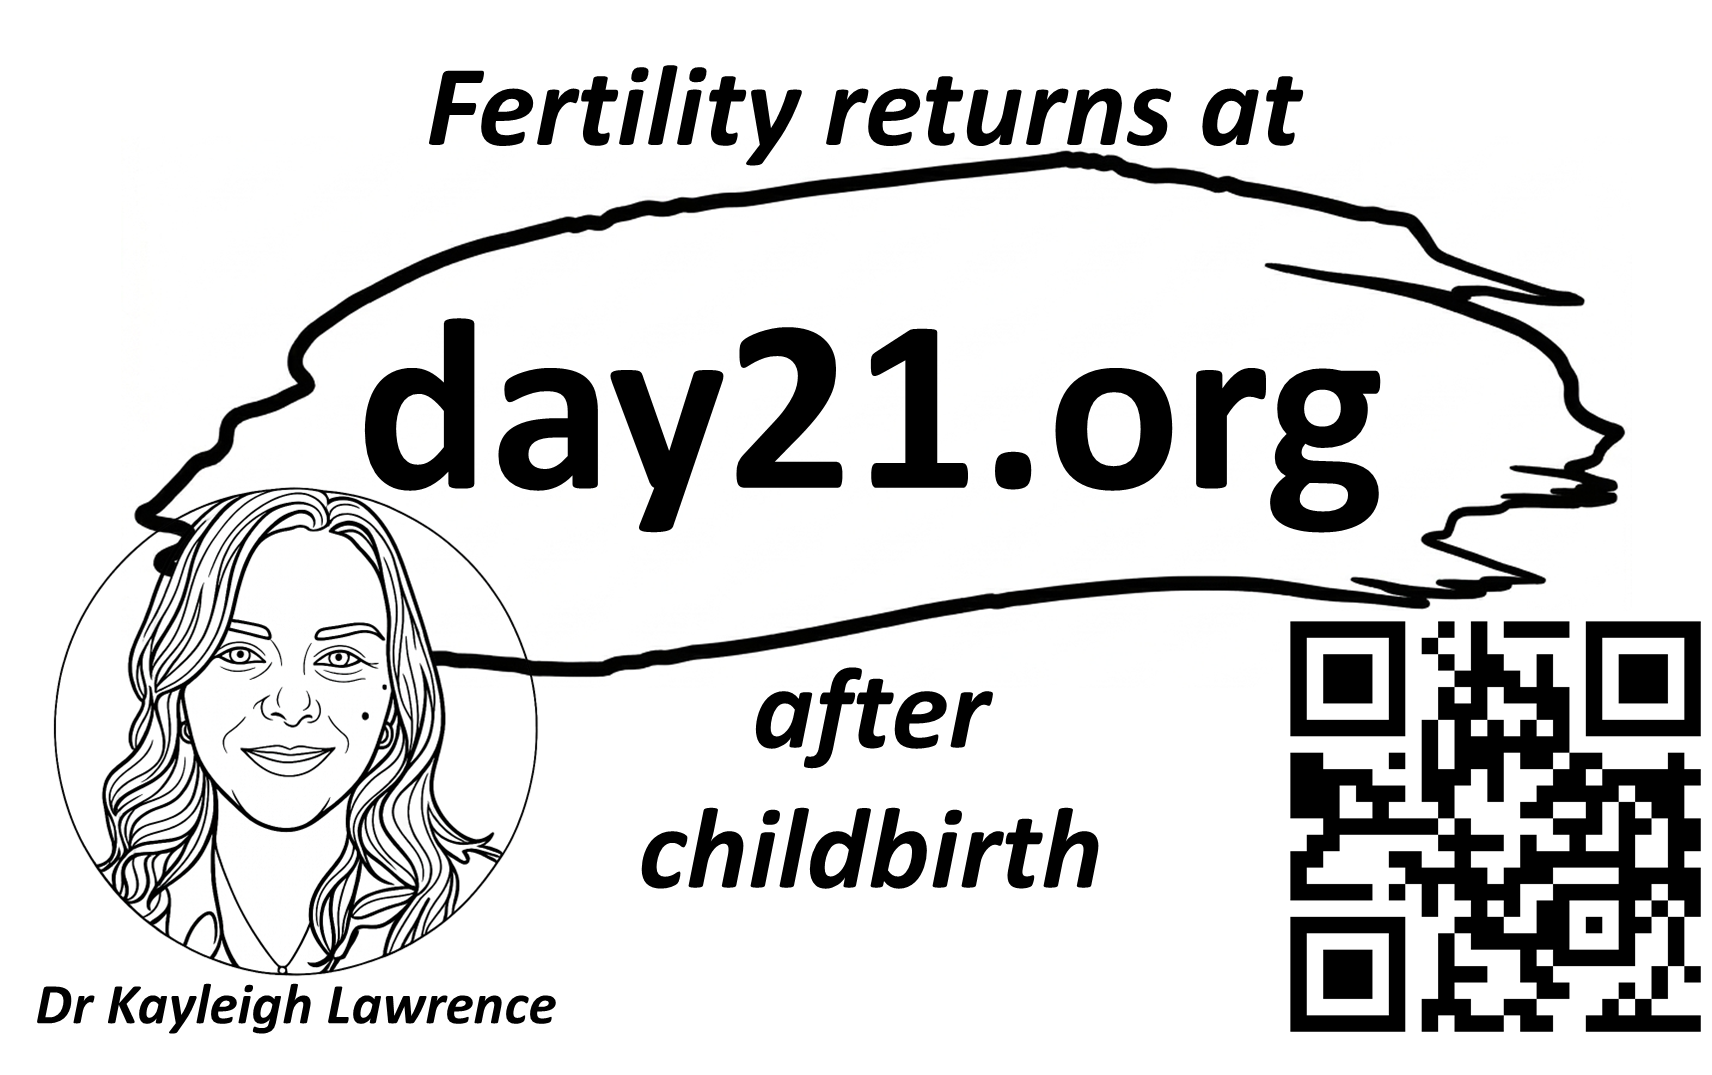 Fertility returns at
day21.org
after
childbirth
Dr Kayleigh Lawrence